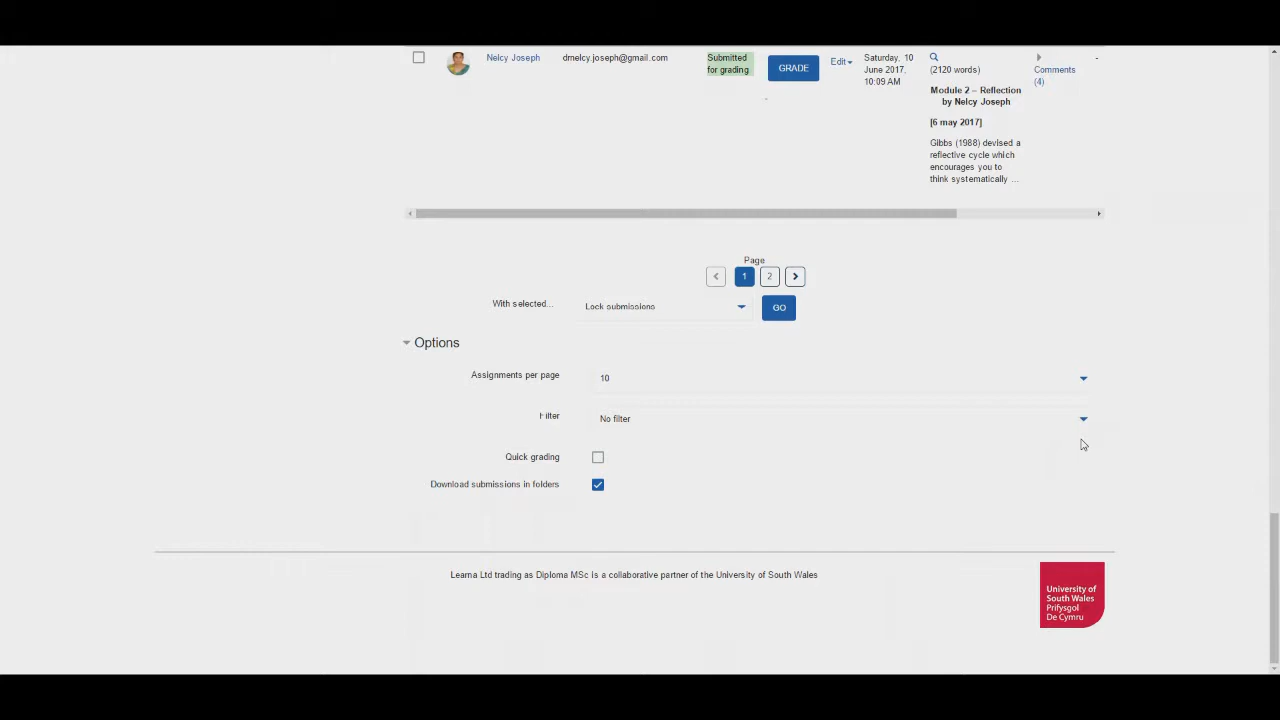 Nelcy Joseph
drnelcy.joseph@gmail.com
Submitted
for grading
GRADE
Edit
Saturday, 10
June 2017,
10:09 AM
(2120 words)
Module 2 – Reflection
by Nelcy Joseph
[6 may 2017]
Gibbs (1988) devised a
reflective cycle which
encourages you to
think systematically ...
Comments
(4)
-
-
Page
1
2
With selected...
Lock submissions
GO
Options
Assignments per page
10
Filter
No filter
Quick grading
Download submissions in folders
Learna Ltd trading as Diploma MSc is a collaborative partner of the University of South Wales
University of
South Wales
Prifysgol
De Cymru